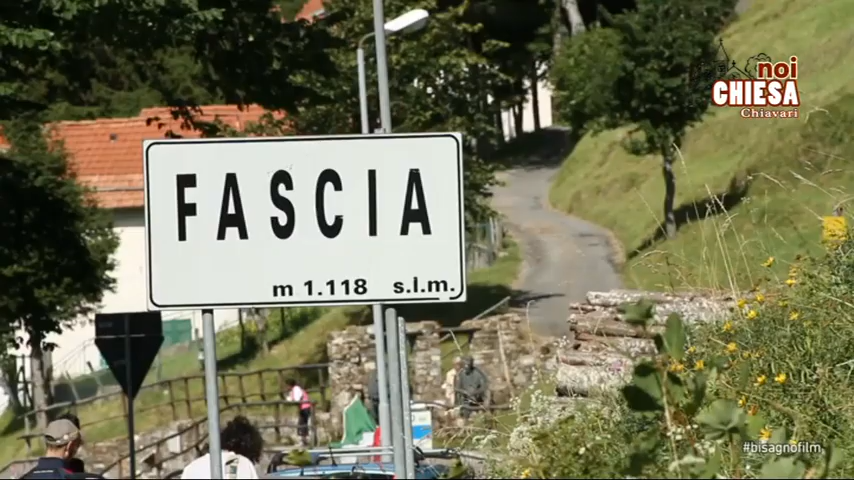 noi
CHIESA
Chiavari
FASCIA
m 1.118 s.l.m.
#bisagnofilm